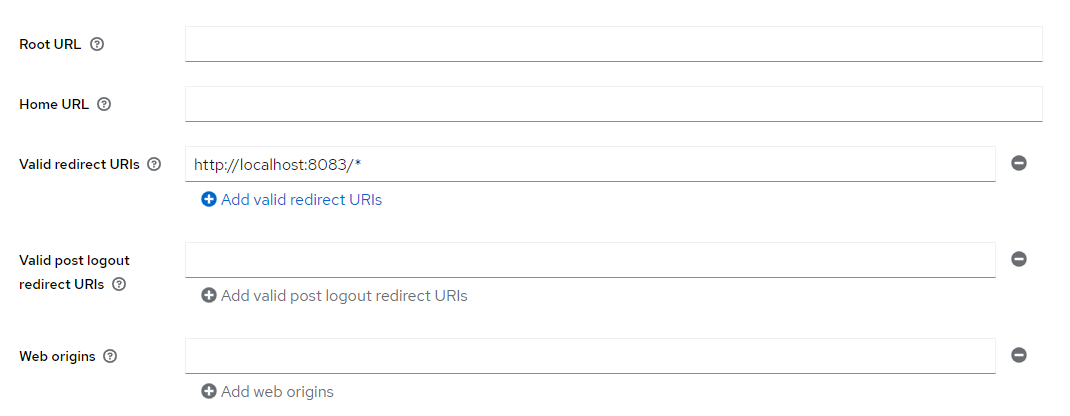 Root URL
Home URL
Valid redirect URIs
http://localhost:8083/*
Add valid redirect URIs
Valid post logout
redirect URIs
Add valid post logout redirect URIs
Web origins
Add web origins